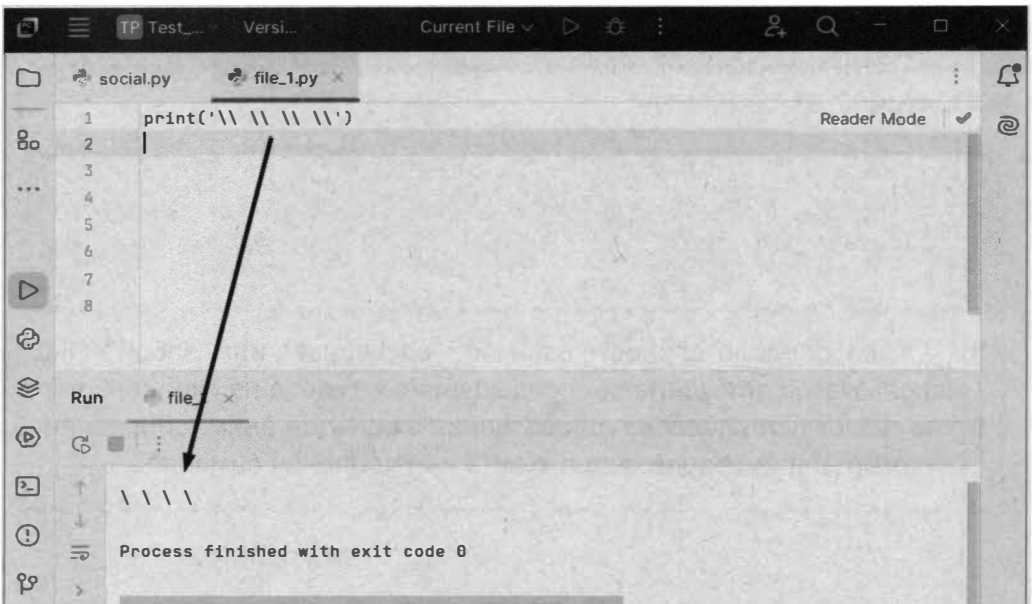 TP Test_... Versi... Current File
social.py file_1.py
1 print('\\ \\ \\ \\') Reader Mode
2
3
4
5
6
7
8
Run file_
\ \ \ \
Process finished with exit code 0